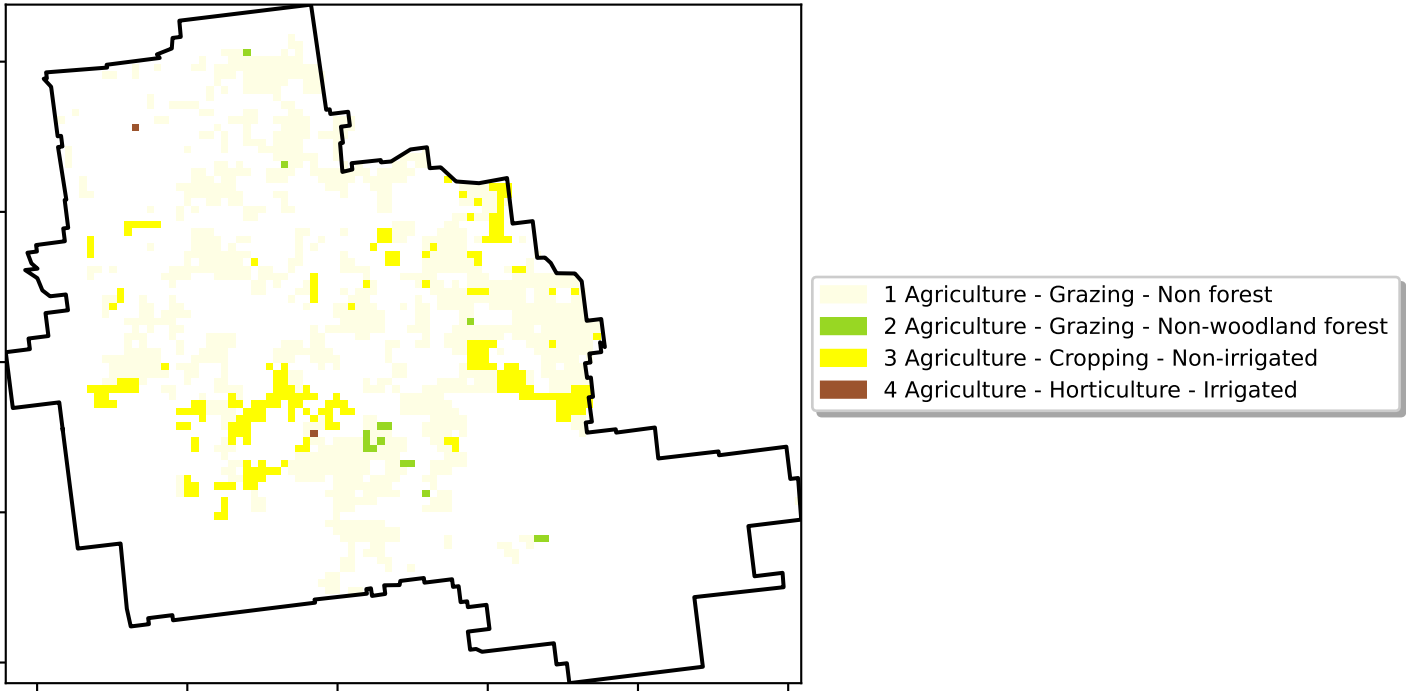 1 Agriculture - Grazing - Non forest
2 Agriculture - Grazing - Non-woodland forest
3 Agriculture - Cropping - Non-irrigated
4 Agriculture - Horticulture - Irrigated